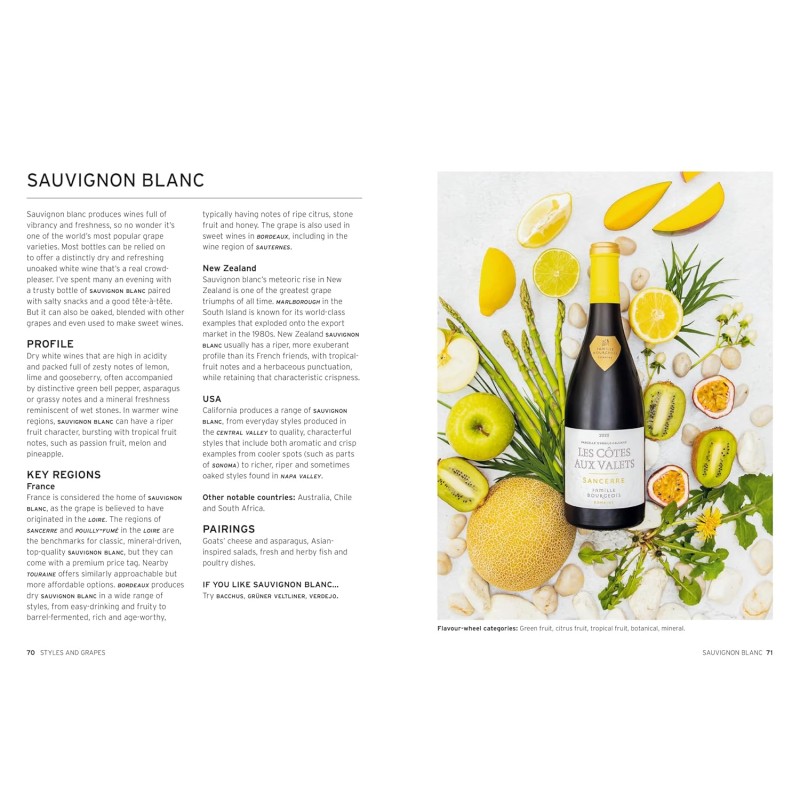 SAUVIGNON BLANC
Sauvignon blanc produces wines full of
vibrancy and freshness, so no wonder it's
one of the world's most popular grape
varieties. Most bottles can be relied on
to offer a distinctly dry and refreshing
unoaked white wine that's a real crowd-
pleaser. I've spent many an evening with
a trusty bottle of SAUVIGNON BLANC paired
with salty snacks and a good tête-à-tête.
But it can also be oaked, blended with other
grapes and even used to make sweet wines.
PROFILE
Dry white wines that are high in acidity
and packed full of zesty notes of lemon,
lime and gooseberry, often accompanied
by distinctive green bell pepper, asparagus
or grassy notes and a mineral freshness
reminiscent of wet stones. In warmer wine
regions, SAUVIGNON BLANC can have a riper
fruit character, bursting with tropical fruit
notes, such as passion fruit, melon and
pineapple.
KEY REGIONS
France
France is considered the home of SAUVIGNON
BLANC, as the grape is believed to have
originated in the LOIRE. The regions of
SANCERRE and POUILLY-FUMÉ in the LOIRE are
the benchmarks for classic, mineral-driven,
top-quality SAUVIGNON BLANC, but they can
come with a premium price tag. Nearby
TOURAINE offers similarly approachable but
more affordable options. BORDEAUX produces
dry SAUVIGNON BLANC in a wide range of
styles, from easy-drinking and fruity to
barrel-fermented, rich and age-worthy,
typically having notes of ripe citrus, stone
fruit and honey. The grape is also used in
sweet wines in BORDEAUX, including in the
wine region of SAUTERNES.
New Zealand
Sauvignon blanc's meteoric rise in New
Zealand is one of the greatest grape
triumphs of all time. MARLBOROUGH in the
South Island is known for its world-class
examples that exploded onto the export
market in the 1980s. New Zealand SAUVIGNON
BLANC usually has a riper, more exuberant
profile than its French friends, with tropical-
fruit notes and a herbaceous punctuation,
while retaining that characteristic crispness.
USA
California produces a range of SAUVIGNON
BLANC, from everyday styles produced in
the CENTRAL VALLEY to quality, characterful
styles that include both aromatic and crisp
examples from cooler spots (such as parts
of SONOMA) to richer, riper and sometimes
oaked styles found in NAPA VALLEY.
Other notable countries: Australia, Chile
and South Africa.
PAIRINGS
Goats' cheese and asparagus, Asian-
inspired salads, fresh and herby fish and
poultry dishes.
IF YOU LIKE SAUVIGNON BLANC...
Try BACCHUS, GRÜNER VELTLINER, VERDEJO.
70 STYLES AND GRAPES
FAMILLE
BOURGEOIS
2022
LES CÔTES
AUX VALETS
SANCERRE
FAMILLE
BOURGEOIS
Flavour-wheel categories: Green fruit, citrus fruit, tropical fruit, botanical, mineral.
SAUVIGNON BLANC 71